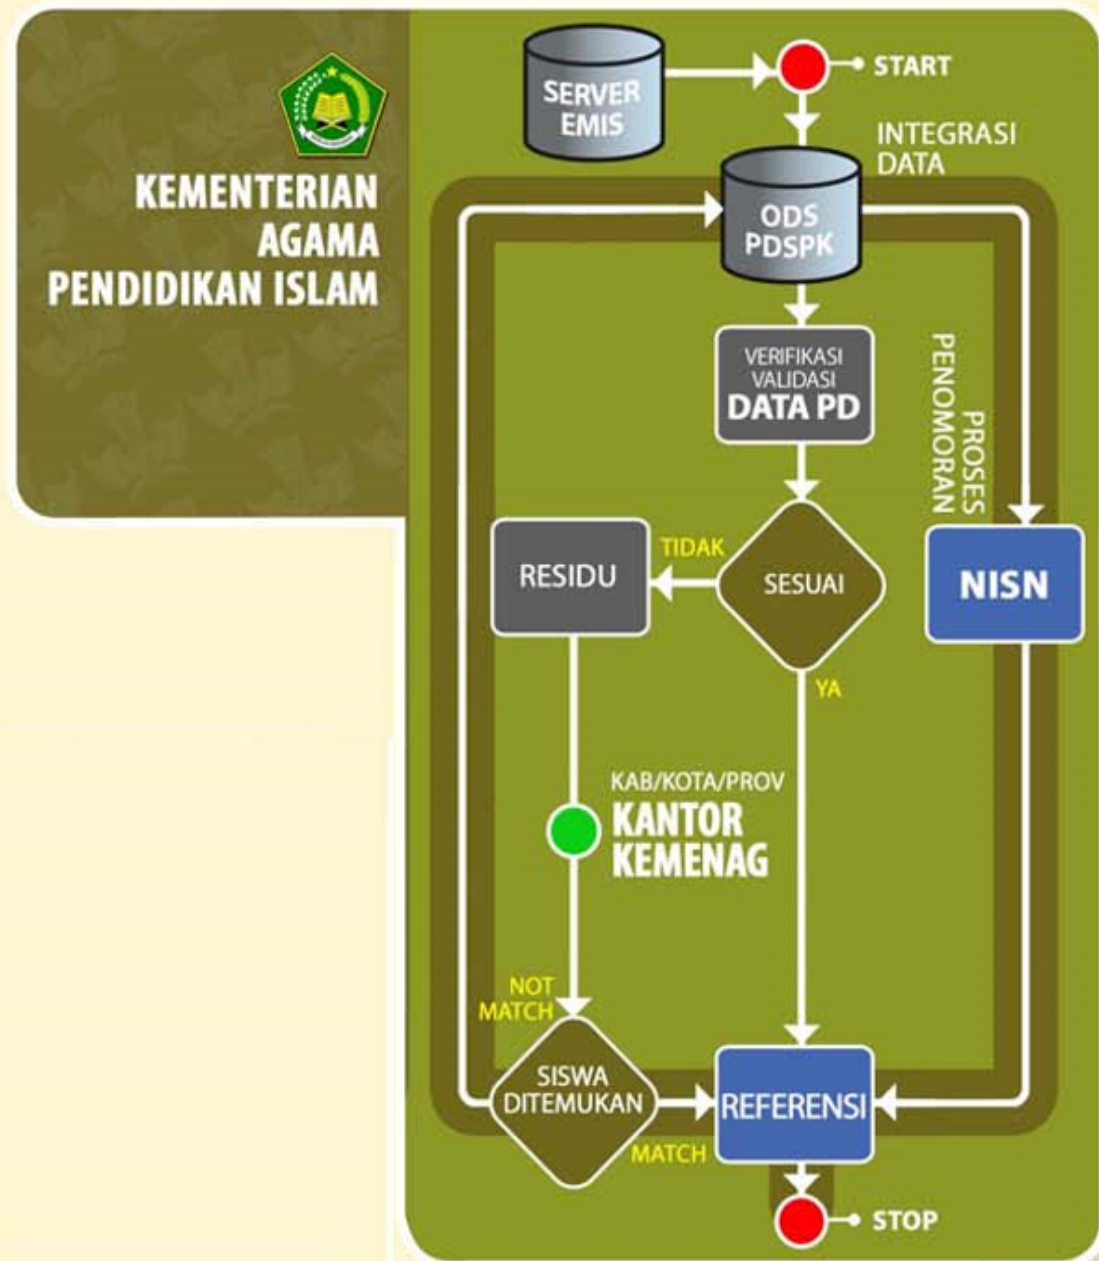 KEMENTERIAN
AGAMA
PENDIDIKAN ISLAM
SERVER
EMIS
START
INTEGRASI
DATA
ODS
PDSPK
VERIFIKASI
VALIDASI
DATA PD
PROSES
PENOMORAN
TIDAK
RESIDU
SESUAI
NISN
YA
KAB/KOTA/PROV
KANTOR
KEMENAG
NOT
MATCH
SISWA
DITEMUKAN
REFERENSI
MATCH
STOP